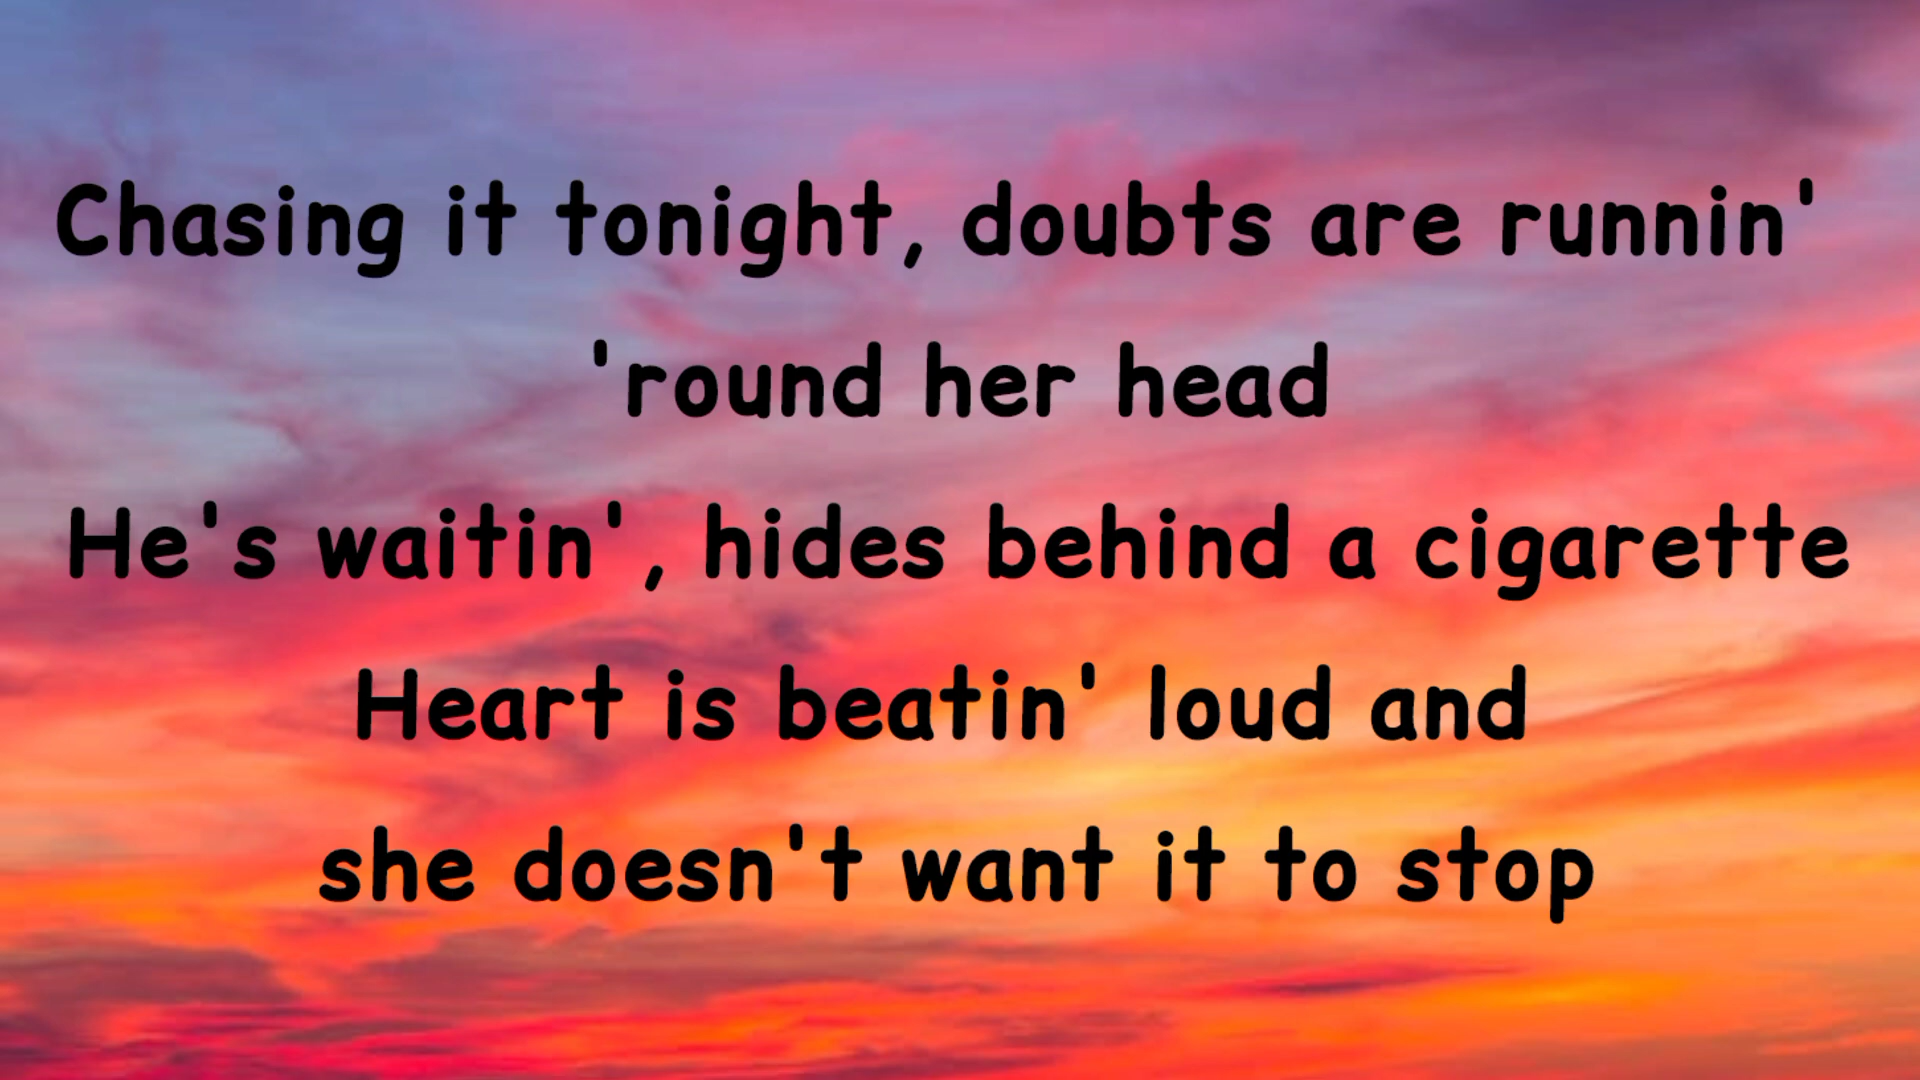 Chasing it tonight, doubts are runnin'
'round her head
He's waitin', hides behind a cigarette
Heart is beatin' loud and
she doesn't want it to stop